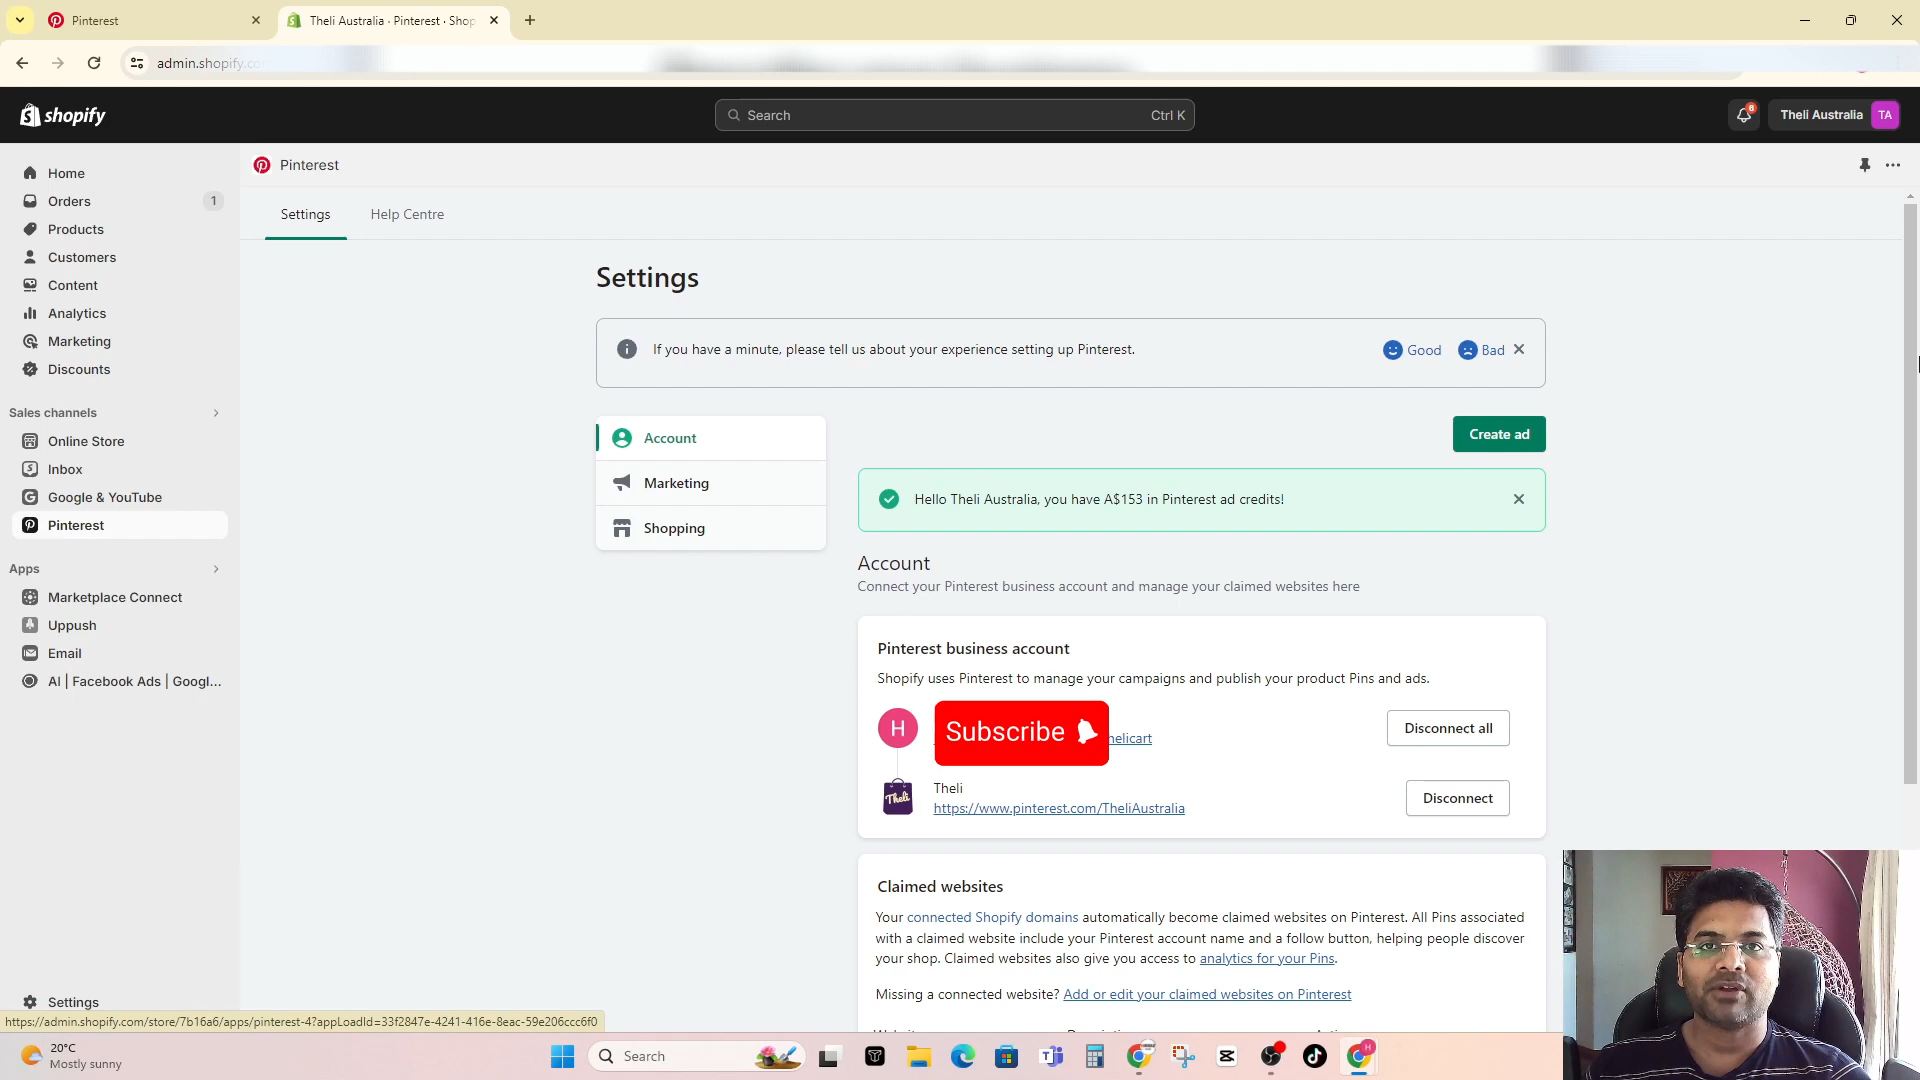 Pinterest
Theli Australia · Pinterest · Shop
admin.shopify.co
shopify
Search
Ctrl K
8
Theli Australia
TA
Home
Orders
1
Products
Customers
Content
Analytics
Marketing
Discounts
Sales channels
Online Store
Inbox
Google & YouTube
Pinterest
Apps
Marketplace Connect
Uppush
Email
AI | Facebook Ads | Googl...
Settings
Pinterest
Settings
Help Centre
Settings
If you have a minute, please tell us about your experience setting up Pinterest.
Good
Bad
Account
Marketing
Shopping
Create ad
Hello Theli Australia, you have A$153 in Pinterest ad credits!
Account
Connect your Pinterest business account and manage your claimed websites here
Pinterest business account
Shopify uses Pinterest to manage your campaigns and publish your product Pins and ads.
H
Subscribe
helicart
Disconnect all
Theli
Theli
https://www.pinterest.com/TheliAustralia
Disconnect
Claimed websites
Your connected Shopify domains automatically become claimed websites on Pinterest. All Pins associated
with a claimed website include your Pinterest account name and a follow button, helping people discover
your shop. Claimed websites also give you access to analytics for your Pins.
Missing a connected website? Add or edit your claimed websites on Pinterest
https://admin.shopify.com/store/7b16a6/apps/pinterest-4?appLoadId=33f2847e-4241-416e-8eac-59e206ccc6f0
20°C
Mostly sunny
Search
H